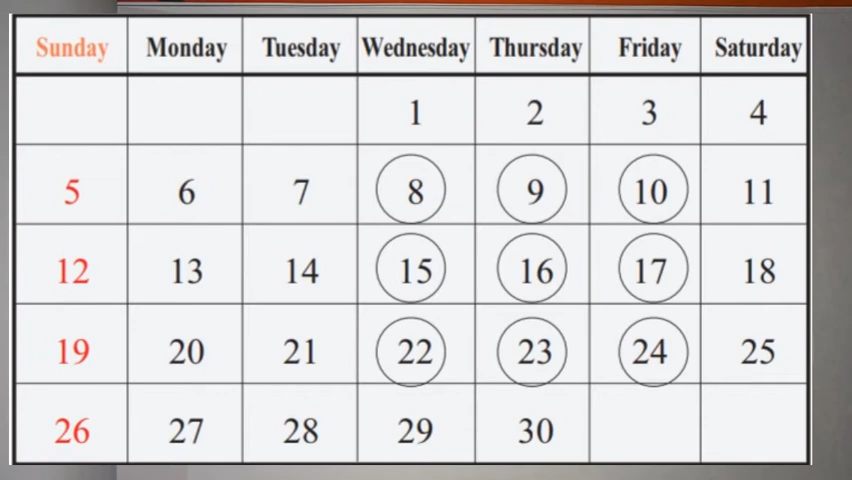 Sunday Monday Tuesday Wednesday Thursday Friday Saturday
1 2 3 4
5 6 7 8 9 10 11
12 13 14 15 16 17 18
19 20 21 22 23 24 25
26 27 28 29 30